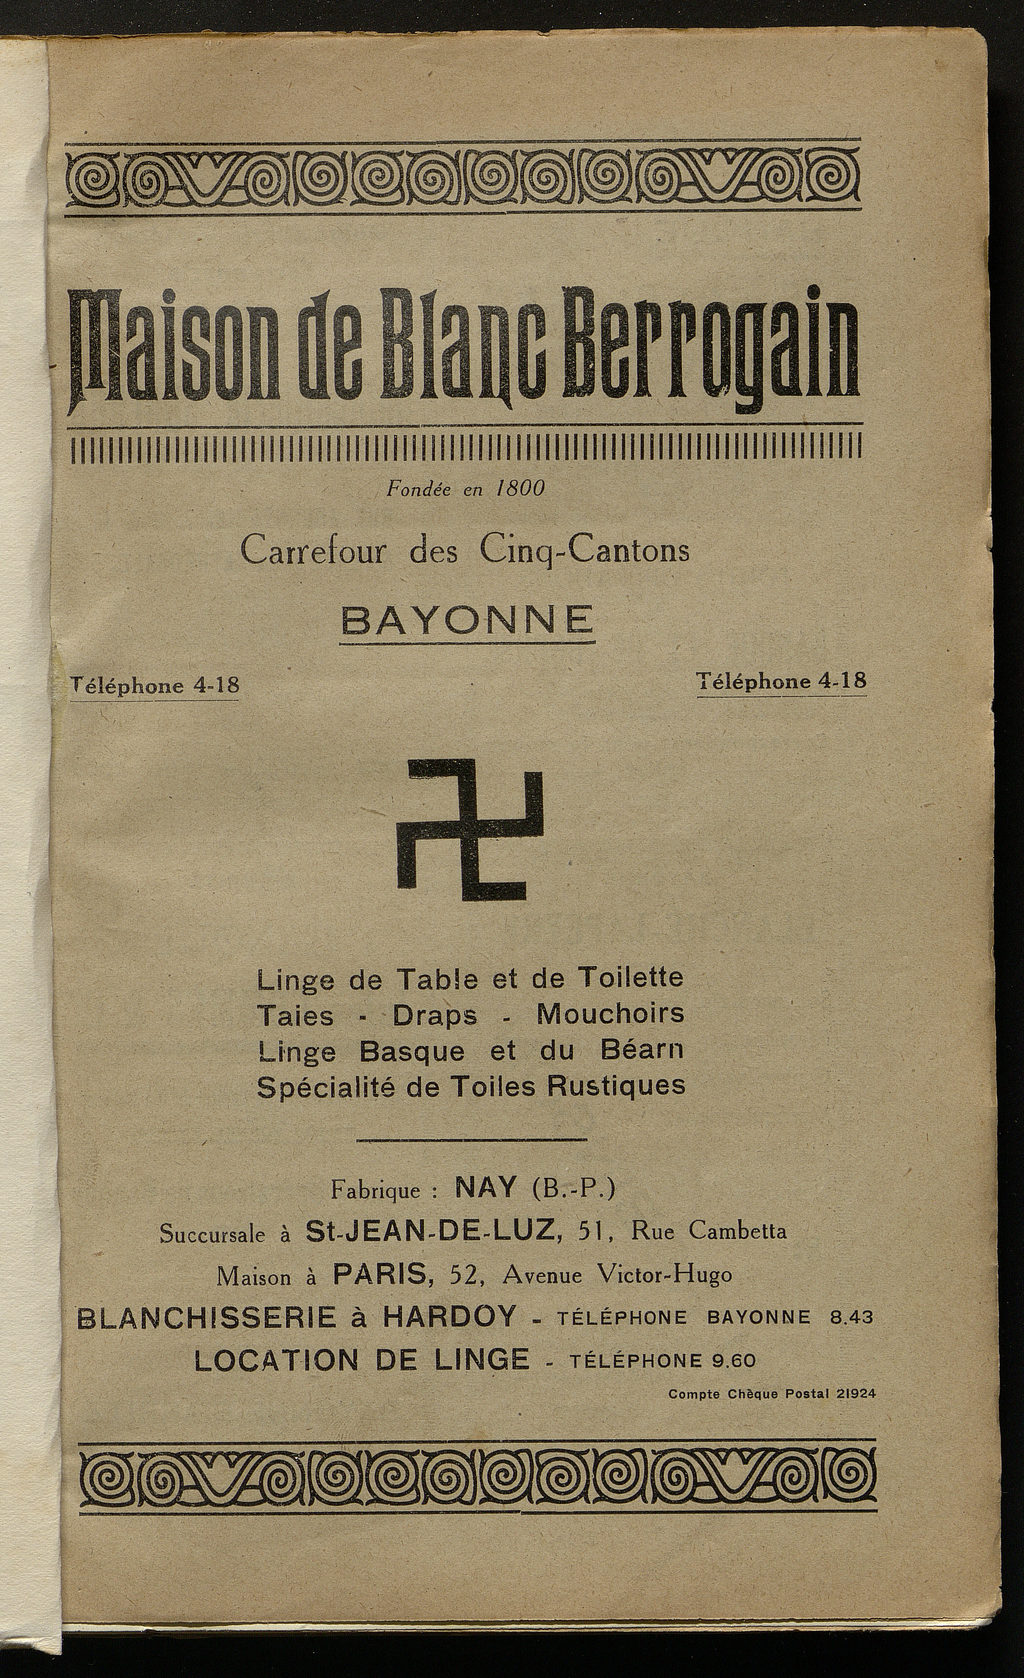 Maison de Blanc Berrogain
Fondée en 1800
Carrefour des Cinq-Cantons
BAYONNE
Téléphone 4-18 Téléphone 4-18
Linge de Table et de Toilette
Taies - Draps - Mouchoirs
Linge Basque et du Béarn
Spécialité de Toiles Rustiques
Fabrique : NAY (B.-P.)
Succursale à St-JEAN-DE-LUZ, 51, Rue Cambetta
Maison à PARIS, 52, Avenue Victor-Hugo
BLANCHISSERIE à HARDOY - TÉLÉPHONE BAYONNE 8.43
LOCATION DE LINGE - TÉLÉPHONE 9.60
Compte Chèque Postal 21924